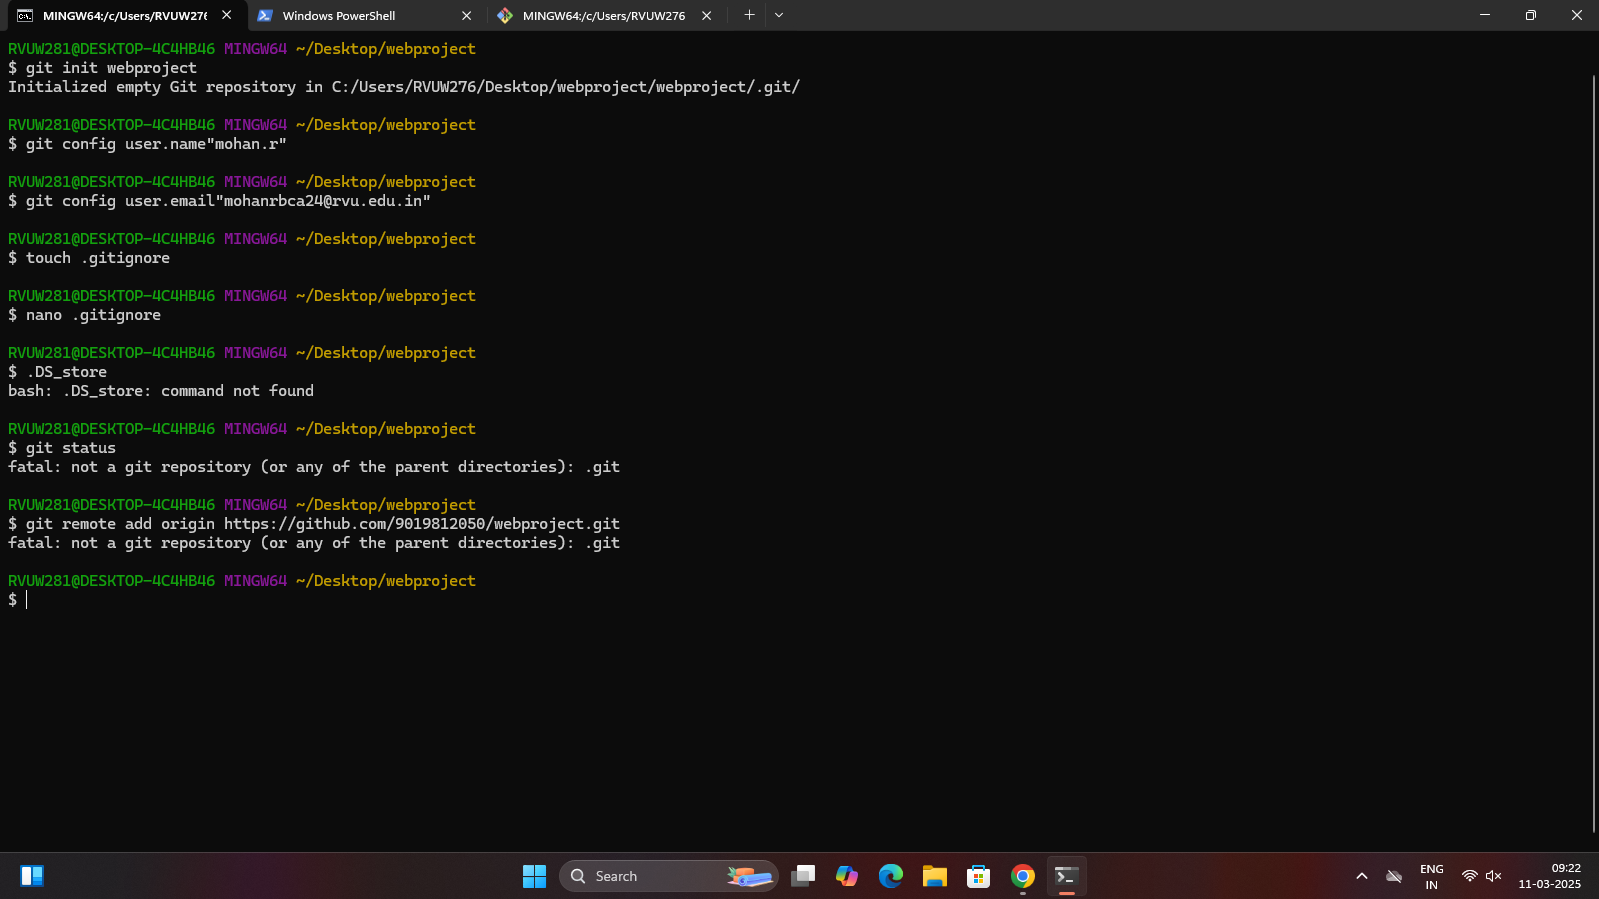 MINGW64:/c/Users/RVUW276
Windows PowerShell
MINGW64:/c/Users/RVUW276
RVUW281@DESKTOP-4C4HB46 MINGW64 ~/Desktop/webproject
$ git init webproject
Initialized empty Git repository in C:/Users/RVUW276/Desktop/webproject/webproject/.git/
RVUW281@DESKTOP-4C4HB46 MINGW64 ~/Desktop/webproject
$ git config user.name"mohan.r"
RVUW281@DESKTOP-4C4HB46 MINGW64 ~/Desktop/webproject
$ git config user.email"mohanrbca24@rvu.edu.in"
RVUW281@DESKTOP-4C4HB46 MINGW64 ~/Desktop/webproject
$ touch .gitignore
RVUW281@DESKTOP-4C4HB46 MINGW64 ~/Desktop/webproject
$ nano .gitignore
RVUW281@DESKTOP-4C4HB46 MINGW64 ~/Desktop/webproject
$ .DS_store
bash: .DS_store: command not found
RVUW281@DESKTOP-4C4HB46 MINGW64 ~/Desktop/webproject
$ git status
fatal: not a git repository (or any of the parent directories): .git
RVUW281@DESKTOP-4C4HB46 MINGW64 ~/Desktop/webproject
$ git remote add origin https://github.com/9019812050/webproject.git
fatal: not a git repository (or any of the parent directories): .git
RVUW281@DESKTOP-4C4HB46 MINGW64 ~/Desktop/webproject
$
Search
ENG
IN
09:22
11-03-2025